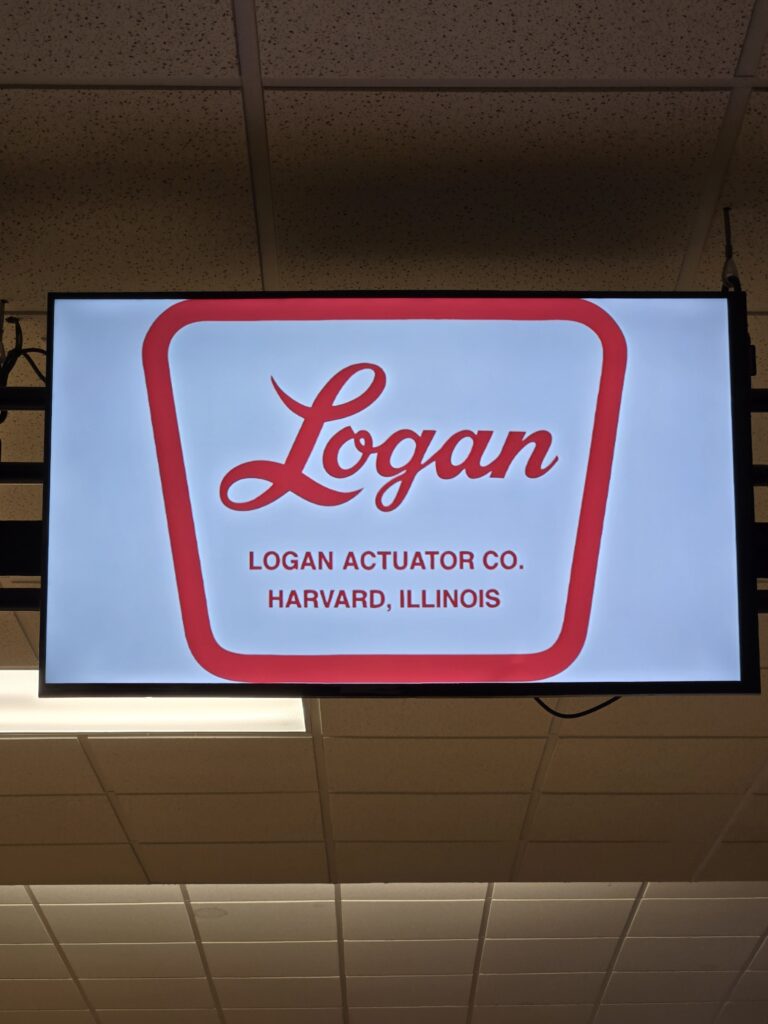 Logan
LOGAN ACTUATOR CO.
HARVARD, ILLINOIS